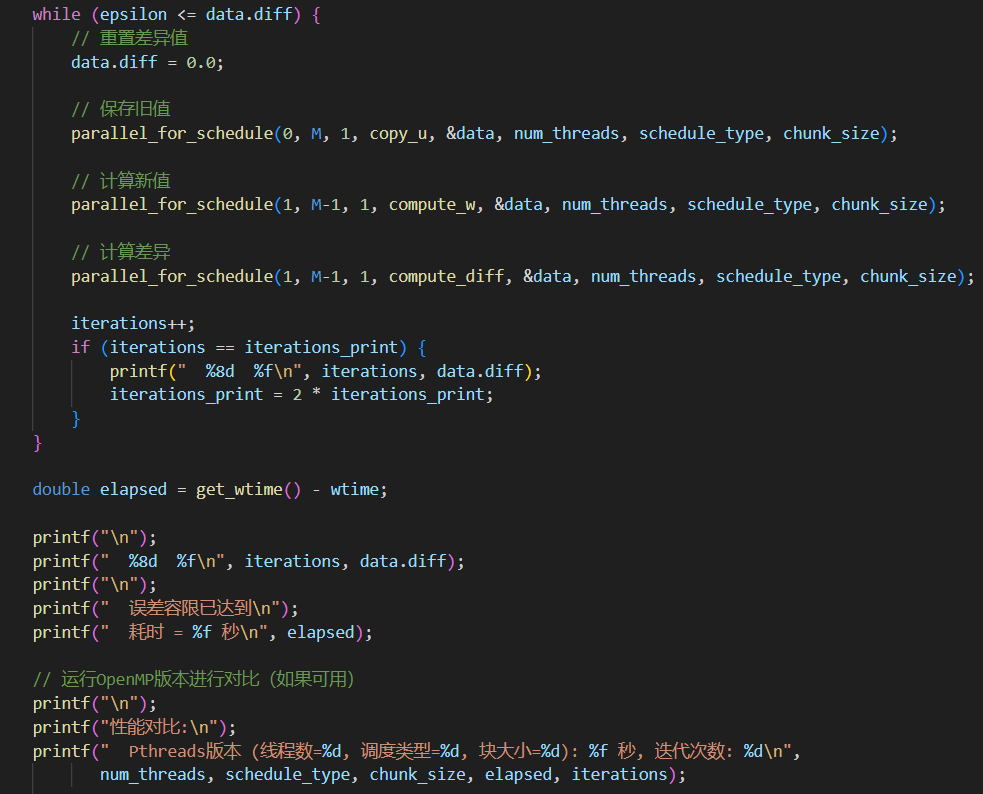 while (epsilon <= data.diff) {
// 重置差异值
data.diff = 0.0;
// 保存旧值
parallel_for_schedule(0, M, 1, copy_u, &data, num_threads, schedule_type, chunk_size);
// 计算新值
parallel_for_schedule(1, M-1, 1, compute_w, &data, num_threads, schedule_type, chunk_size);
// 计算差异
parallel_for_schedule(1, M-1, 1, compute_diff, &data, num_threads, schedule_type, chunk_size);
iterations++;
if (iterations == iterations_print) {
printf("  %8d  %f\n", iterations, data.diff);
iterations_print = 2 * iterations_print;
}
}
double elapsed = get_wtime() - wtime;
printf("\n");
printf("  %8d  %f\n", iterations, data.diff);
printf("\n");
printf("  误差容限已达到\n");
printf("  耗时 = %f 秒\n", elapsed);
// 运行OpenMP版本进行对比（如果可用）
printf("\n");
printf("性能对比:\n");
printf("  Pthreads版本 (线程数=%d, 调度类型=%d, 块大小=%d): %f 秒, 迭代次数: %d\n",
num_threads, schedule_type, chunk_size, elapsed, iterations);